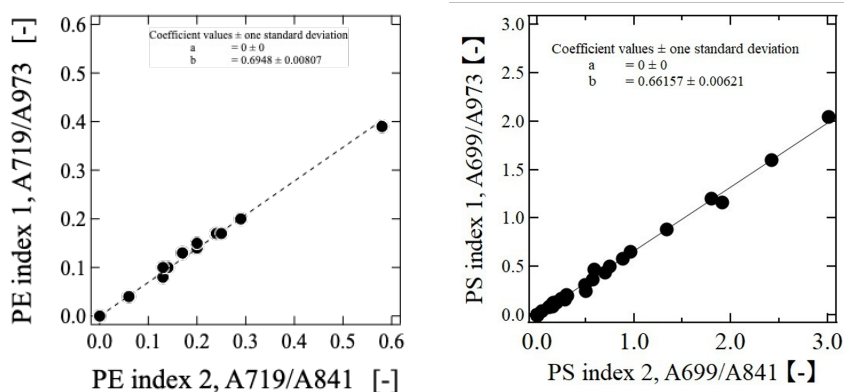 PE index 1, A719/A973 [-]
0.6
0.5
0.4
0.3
0.2
0.1
0.0
Coefficient values ± one standard deviation
a = 0 ± 0
b = 0.6948 ± 0.00807
0.0 0.1 0.2 0.3 0.4 0.5 0.6
PE index 2, A719/A841 [-]
PS index 1, A699/A973【-】
3.0
2.5
2.0
1.5
1.0
0.5
0.0
Coefficient values ± one standard deviation
a = 0 ± 0
b = 0.66157 ± 0.00621
0.0 1.0 2.0 3.0
PS index 2, A699/A841【-】